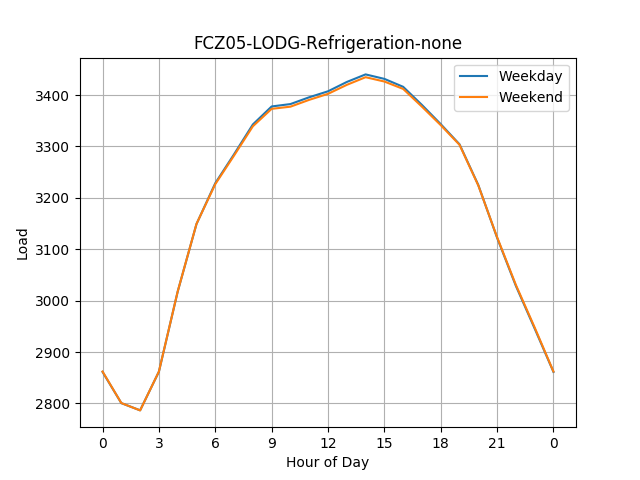 FCZ05-LODG-Refrigeration-none
Weekday
Weekend
3400
3300
3200
3100
3000
2900
2800
Load
0 3 6 9 12 15 18 21 0
Hour of Day